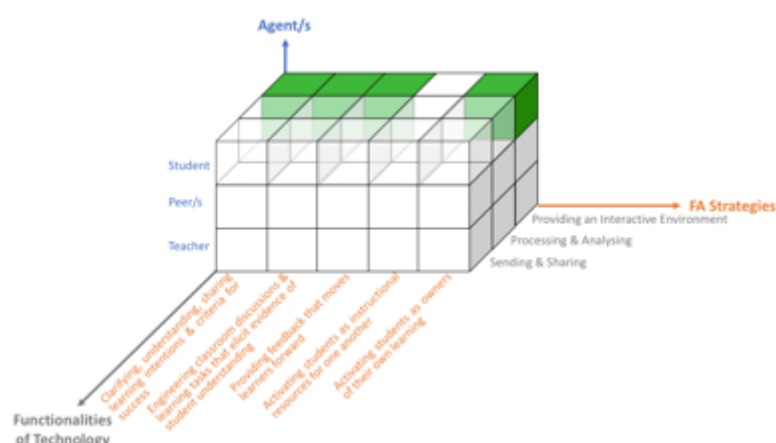 Agent/s
Student
Peer/s
Teacher
FA Strategies
Providing an Interactive Environment
Processing & Analysing
Sending & Sharing
Clarifying, understanding, sharing
learning intentions & criteria for
success
Engineering classroom discussions &
learning tasks that elicit evidence of
student understanding
Providing feedback that moves
learners forward
Activating students as instructional
resources for one another
Activating students as owners
of their own learning
Functionalities
of Technology